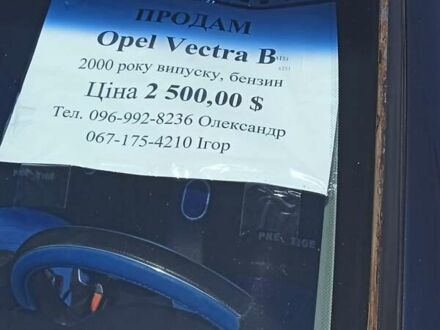 ПРОДАМ
Opel Vectra B
2000 року випуску, бензин
Ціна 2 500,00 $
Тел. 096-992-8236 Олександр
067-175-4210 Ігор
PRESTIGE